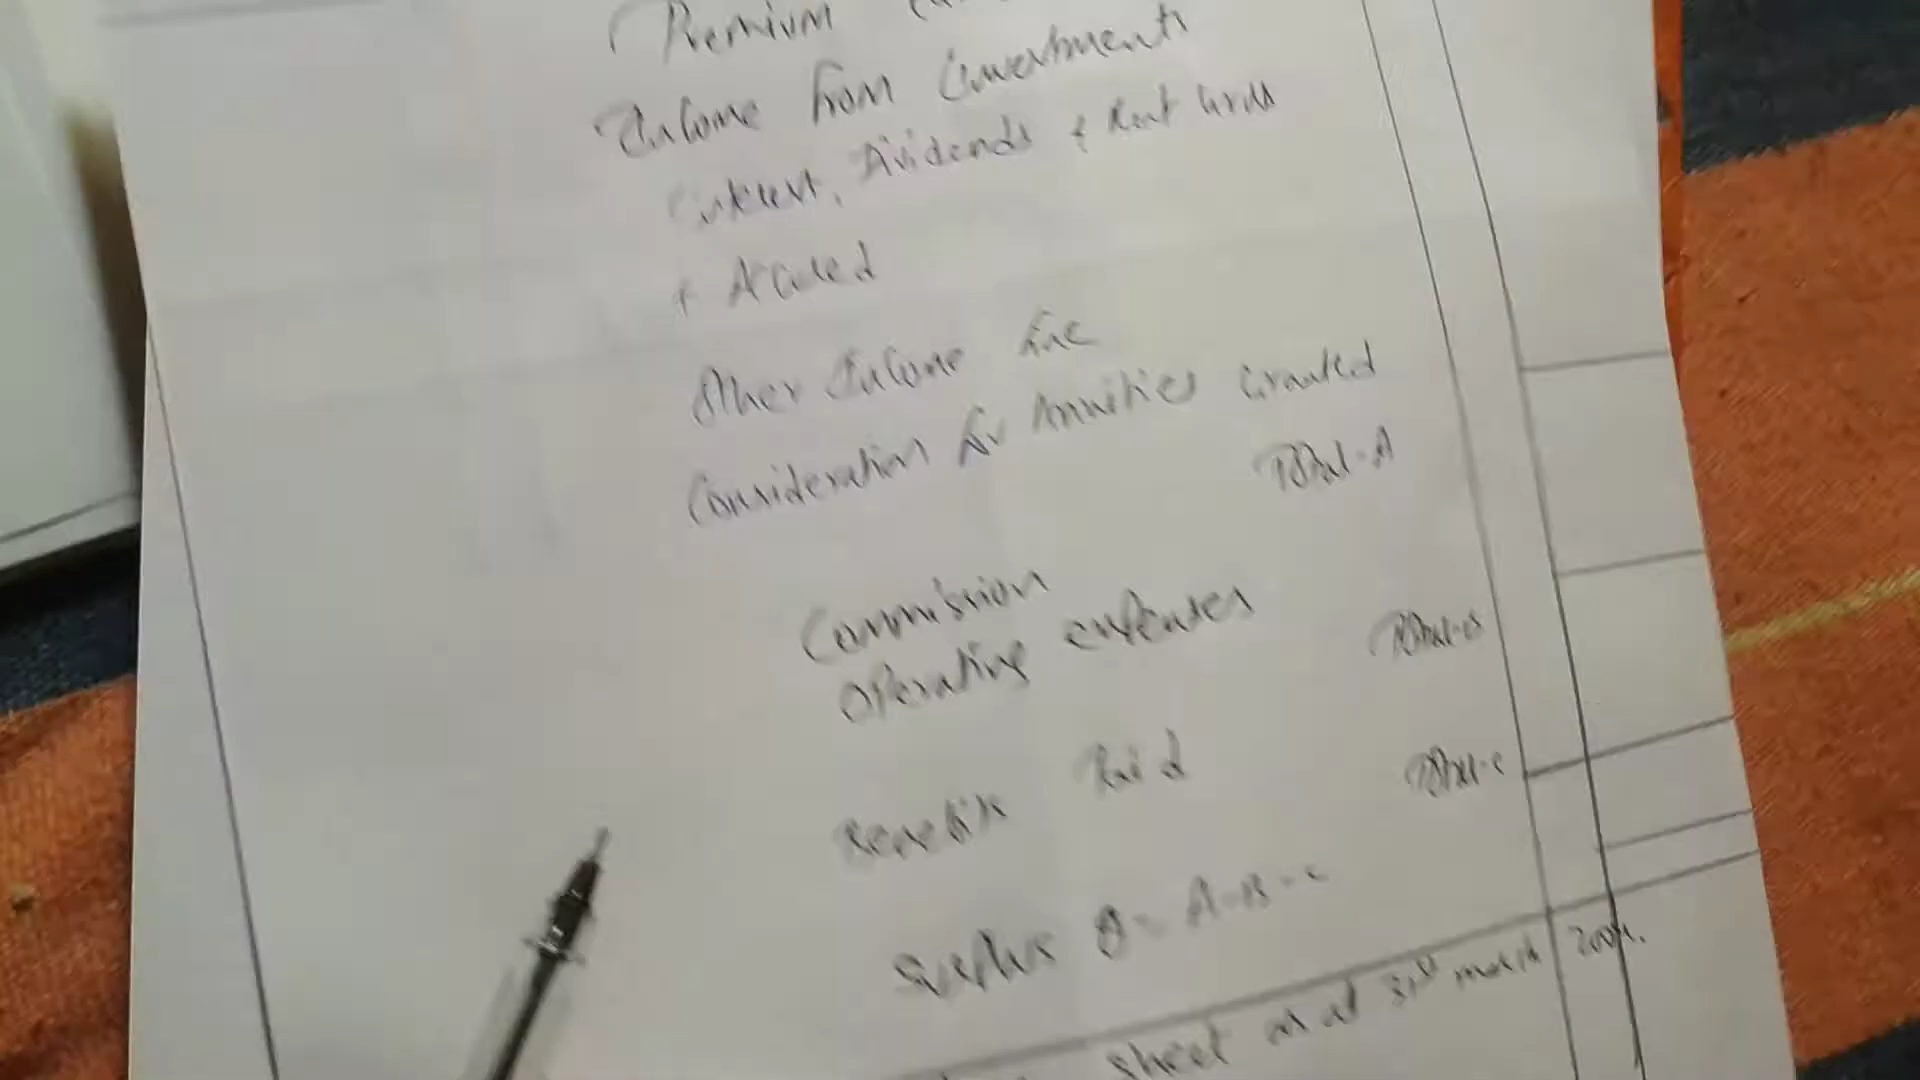 Premium
Income from Investments
Interest, Dividends & Rent Gross
+ Accrued
Other Income
Consideration for Annuities Granted
Total-A
Commission
Operating expenses
Total-B
Benefits Paid
Total-C
Surplus D = A-B-C
sheet as at 31st march